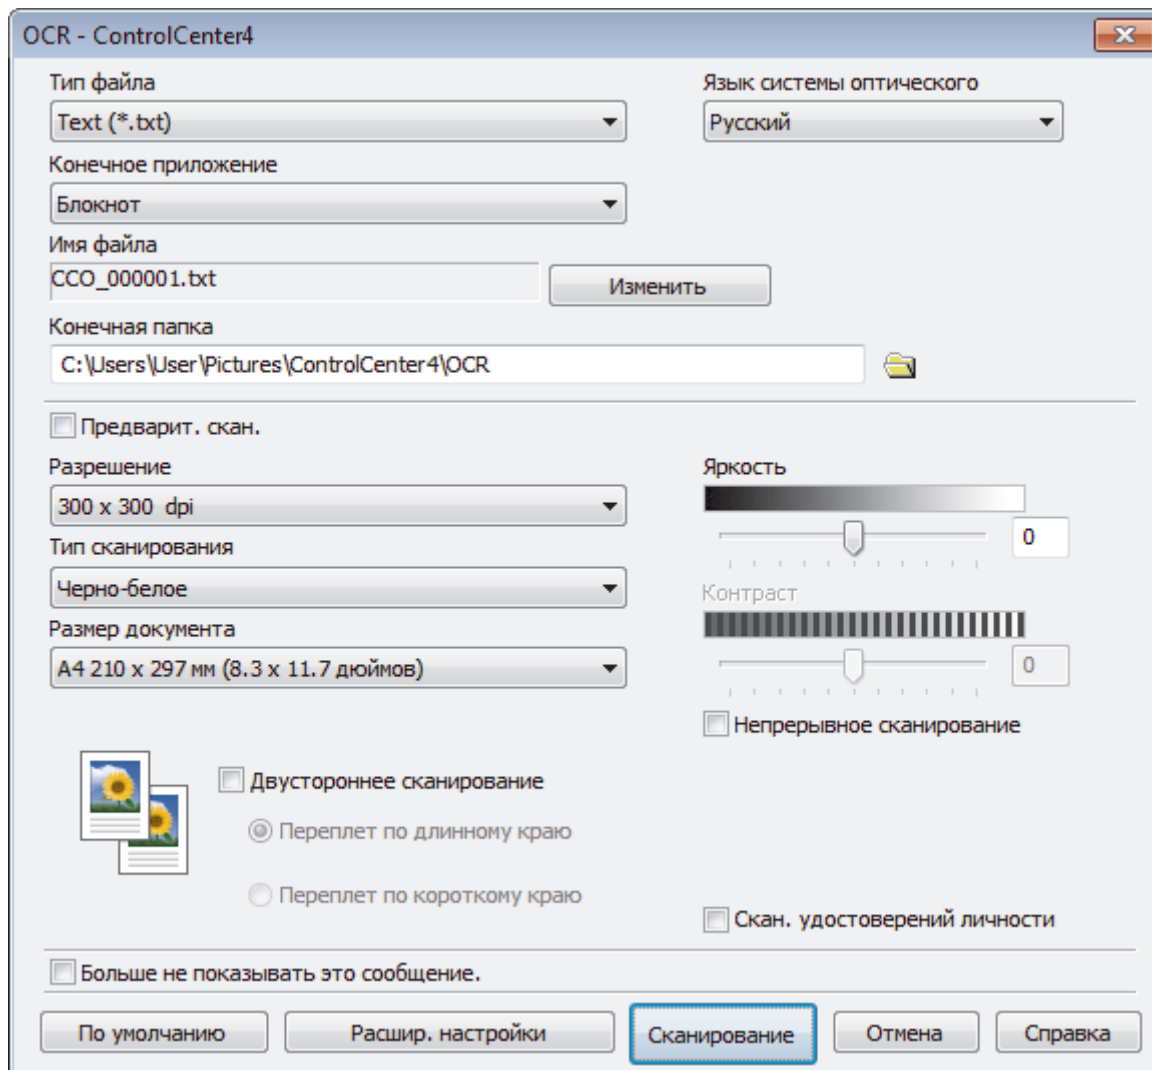 OCR - ControlCenter4
Тип файла
Язык системы оптического
Text (*.txt)
Русский
Конечное приложение
Блокнот
Имя файла
CCO_000001.txt
Изменить
Конечная папка
C:\Users\User\Pictures\ControlCenter4\OCR
Предварит. скан.
Разрешение
Яркость
300 x 300 dpi
0
Тип сканирования
Черно-белое
Контраст
Размер документа
A4 210 x 297 мм (8.3 x 11.7 дюймов)
0
Непрерывное сканирование
Двустороннее сканирование
Переплет по длинному краю
Переплет по короткому краю
Скан. удостоверений личности
Больше не показывать это сообщение.
По умолчанию
Расшир. настройки
Сканирование
Отмена
Справка